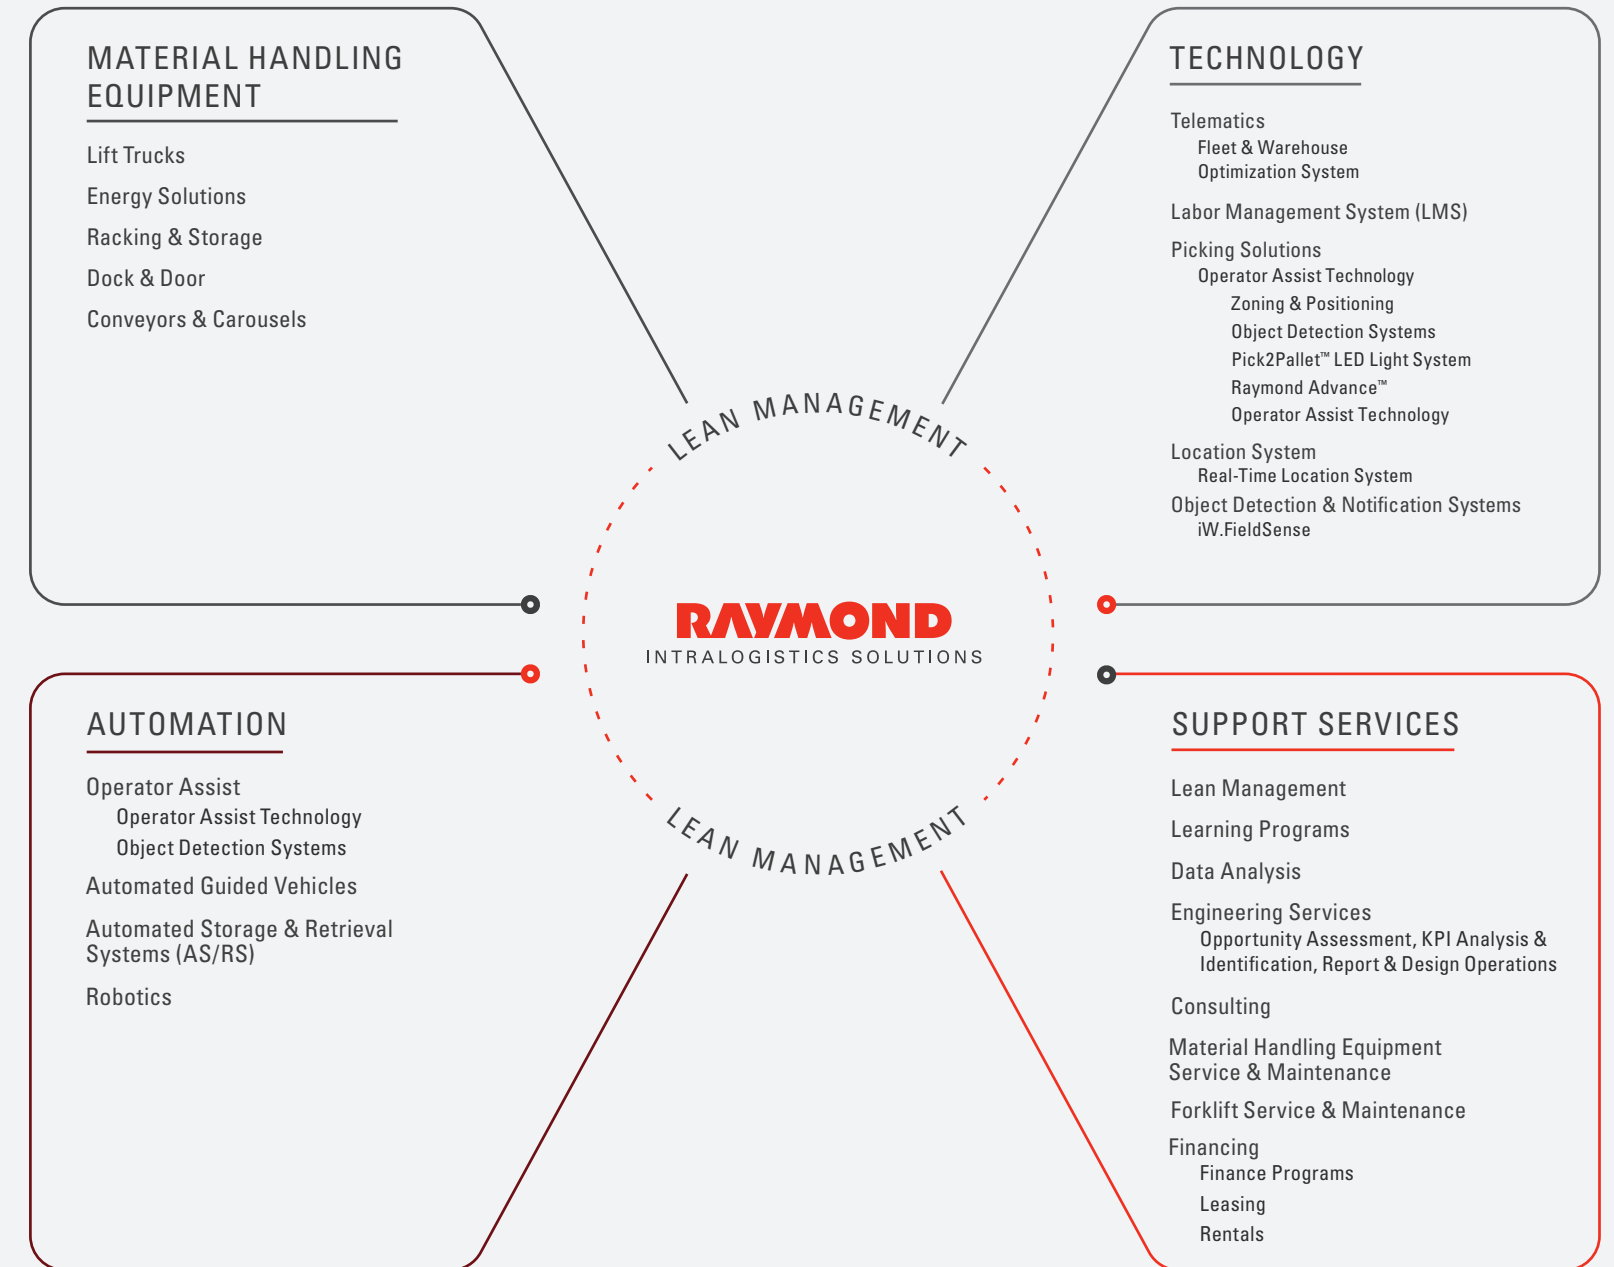 MATERIAL HANDLING
EQUIPMENT
Lift Trucks
Energy Solutions
Racking & Storage
Dock & Door
Conveyors & Carousels
TECHNOLOGY
Telematics
Fleet & Warehouse
Optimization System
Labor Management System (LMS)
Picking Solutions
Operator Assist Technology
Zoning & Positioning
Object Detection Systems
Pick2Pallet™ LED Light System
Raymond Advance™
Operator Assist Technology
Location System
Real-Time Location System
Object Detection & Notification Systems
iW.FieldSense
LEAN MANAGEMENT
RAYMOND
INTRALOGISTICS SOLUTIONS
LEAN MANAGEMENT
AUTOMATION
Operator Assist
Operator Assist Technology
Object Detection Systems
Automated Guided Vehicles
Automated Storage & Retrieval
Systems (AS/RS)
Robotics
SUPPORT SERVICES
Lean Management
Learning Programs
Data Analysis
Engineering Services
Opportunity Assessment, KPI Analysis &
Identification, Report & Design Operations
Consulting
Material Handling Equipment
Service & Maintenance
Forklift Service & Maintenance
Financing
Finance Programs
Leasing
Rentals